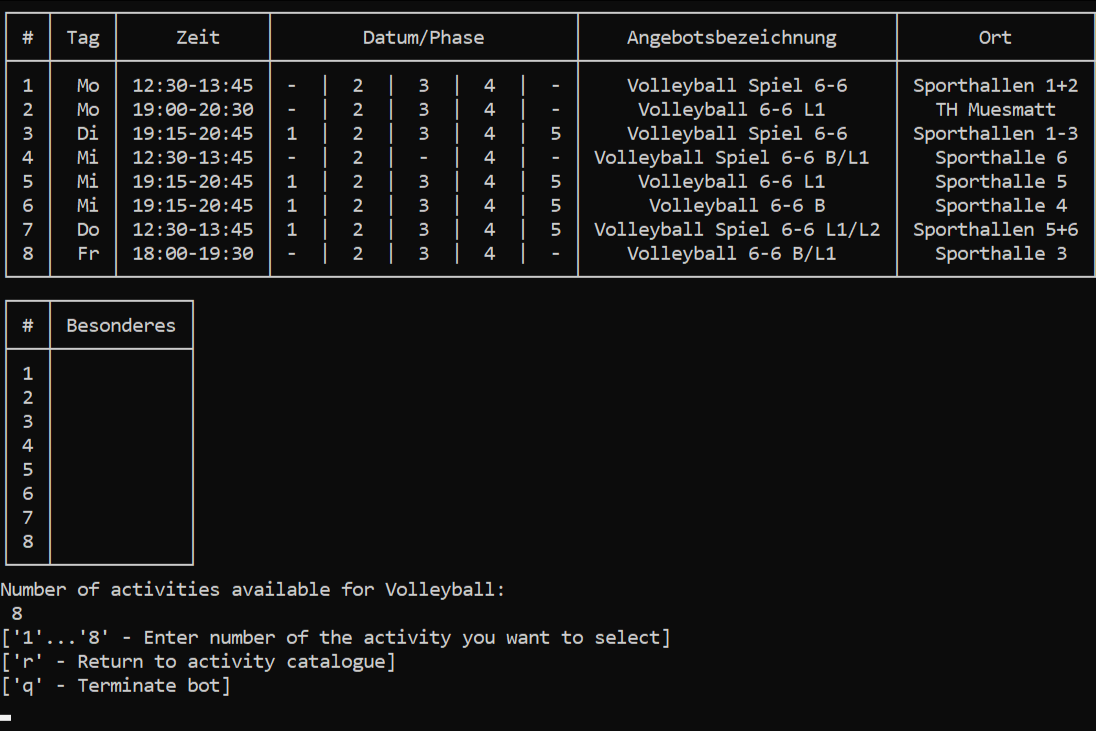 # Tag Zeit Datum/Phase Angebotsbezeichnung Ort
1 Mo 12:30-13:45 - | 2 | 3 | 4 | - Volleyball Spiel 6-6 Sporthallen 1+2
2 Mo 19:00-20:30 - | 2 | 3 | 4 | - Volleyball 6-6 L1 TH Muesmatt
3 Di 19:15-20:45 1 | 2 | 3 | 4 | 5 Volleyball Spiel 6-6 Sporthallen 1-3
4 Mi 12:30-13:45 - | 2 | - | 4 | - Volleyball Spiel 6-6 B/L1 Sporthalle 6
5 Mi 19:15-20:45 1 | 2 | 3 | 4 | 5 Volleyball 6-6 L1 Sporthalle 5
6 Mi 19:15-20:45 1 | 2 | 3 | 4 | 5 Volleyball 6-6 B Sporthalle 4
7 Do 12:30-13:45 1 | 2 | 3 | 4 | 5 Volleyball Spiel 6-6 L1/L2 Sporthallen 5+6
8 Fr 18:00-19:30 - | 2 | 3 | 4 | - Volleyball 6-6 B/L1 Sporthalle 3
# Besonderes
1
2
3
4
5
6
7
8
Number of activities available for Volleyball:
8
['1'...'8' - Enter number of the activity you want to select]
['r' - Return to activity catalogue]
['q' - Terminate bot]